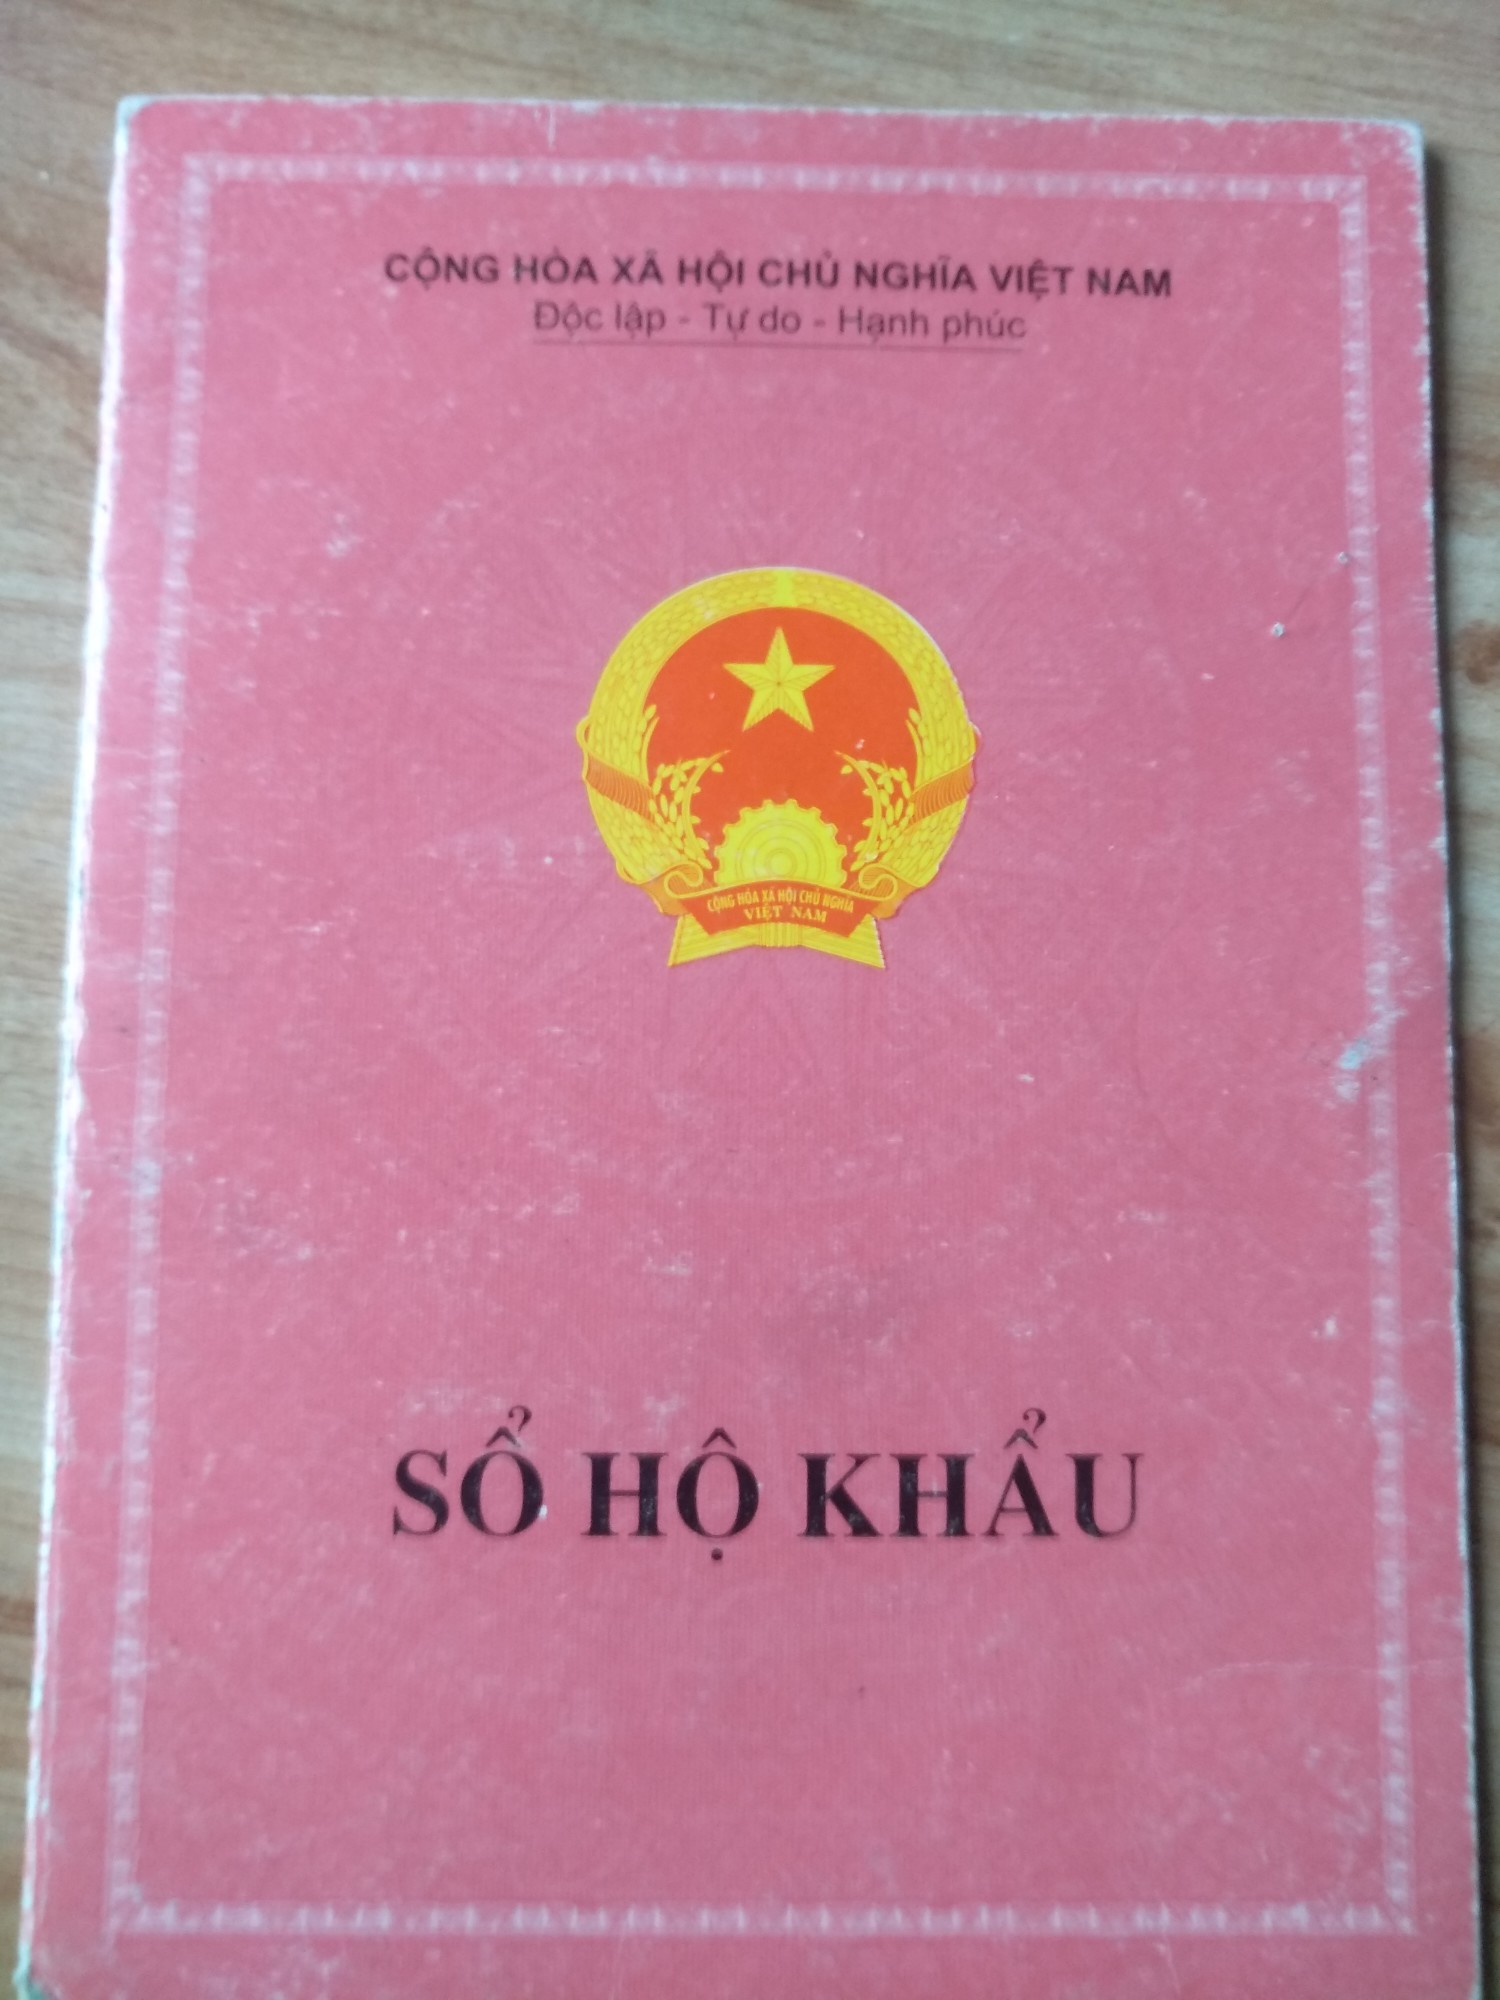 CỘNG HÒA XÃ HỘI CHỦ NGHĨA VIỆT NAM
Độc lập - Tự do - Hạnh phúc
CỘNG HÒA XÃ HỘI CHỦ NGHĨA
VIỆT NAM
SỔ HỘ KHẨU